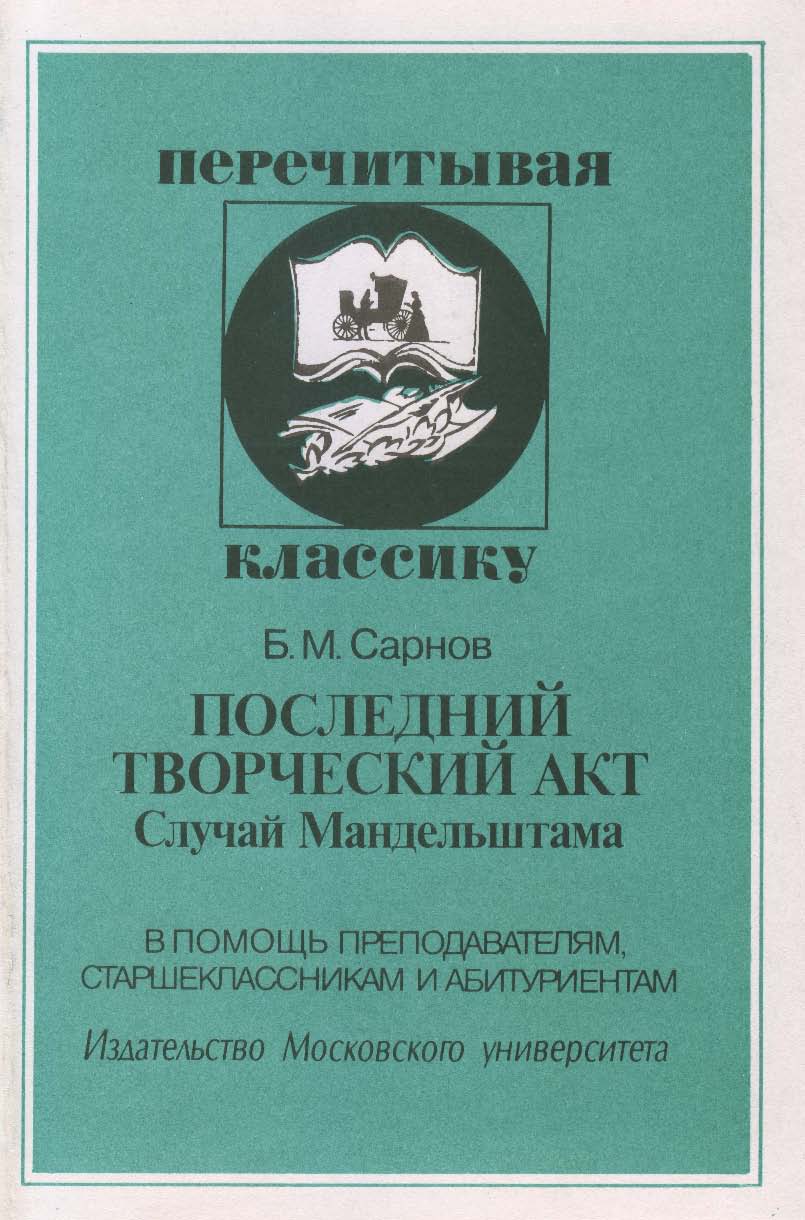 перечитывая
классику
Б. М. Сарнов
ПОСЛЕДНИЙ
ТВОРЧЕСКИЙ АКТ
Случай Мандельштама
В ПОМОЩЬ ПРЕПОДАВАТЕЛЯМ,
СТАРШЕКЛАССНИКАМ И АБИТУРИЕНТАМ
Издательство Московского университета